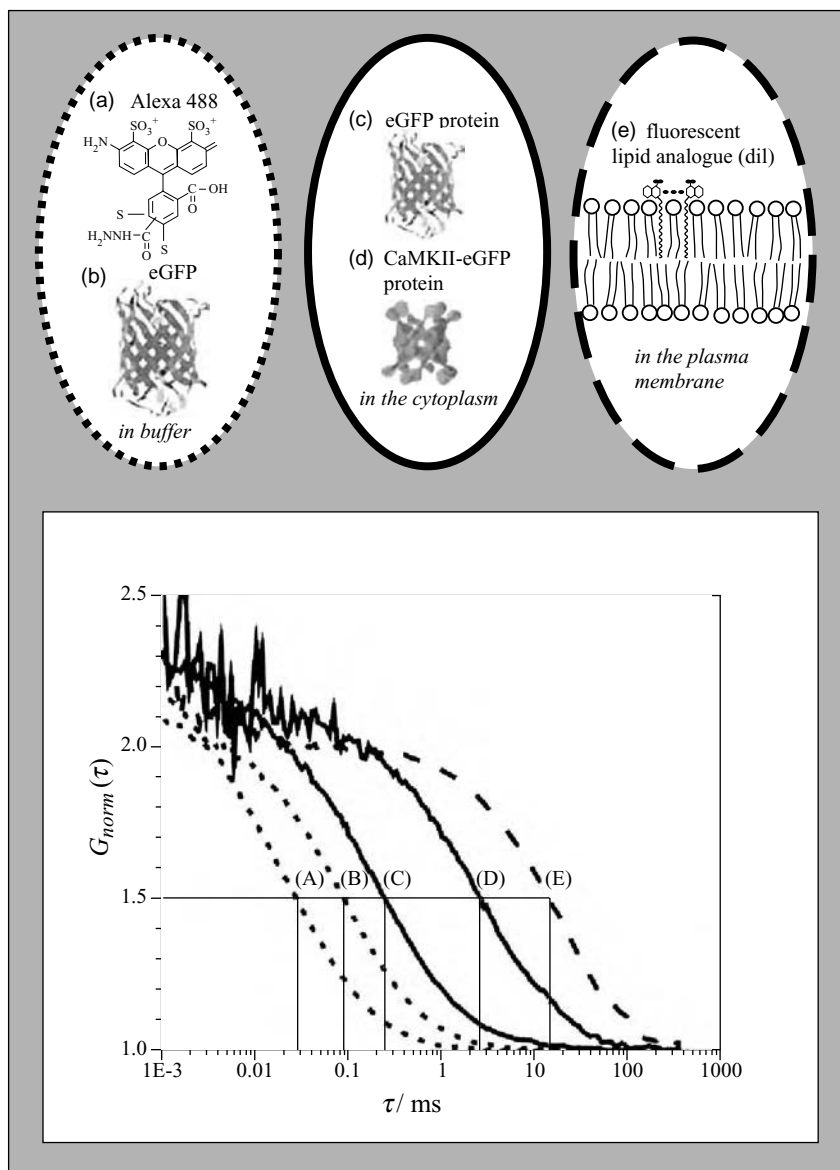 (a) Alexa 488
SO₃⁺ SO₃⁺
H₂N
O
C—OH
O
S
H₂NNH—C
O
S
(b) eGFP
in buffer
(c) eGFP protein
(d) CaMKII-eGFP
protein
in the cytoplasm
(e) fluorescent
lipid analogue (dil)
in the plasma
membrane
2.5
2.0
1.5
1.0
G_norm(τ)
(A) (B) (C) (D) (E)
1E-3 0.01 0.1 1 10 100 1000
τ/ ms